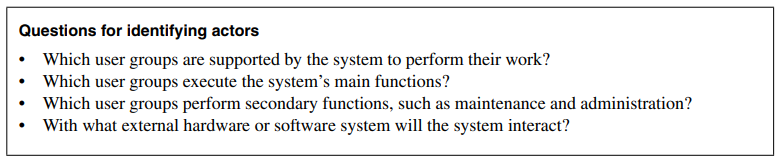 Questions for identifying actors
• Which user groups are supported by the system to perform their work?
• Which user groups execute the system’s main functions?
• Which user groups perform secondary functions, such as maintenance and administration?
• With what external hardware or software system will the system interact?